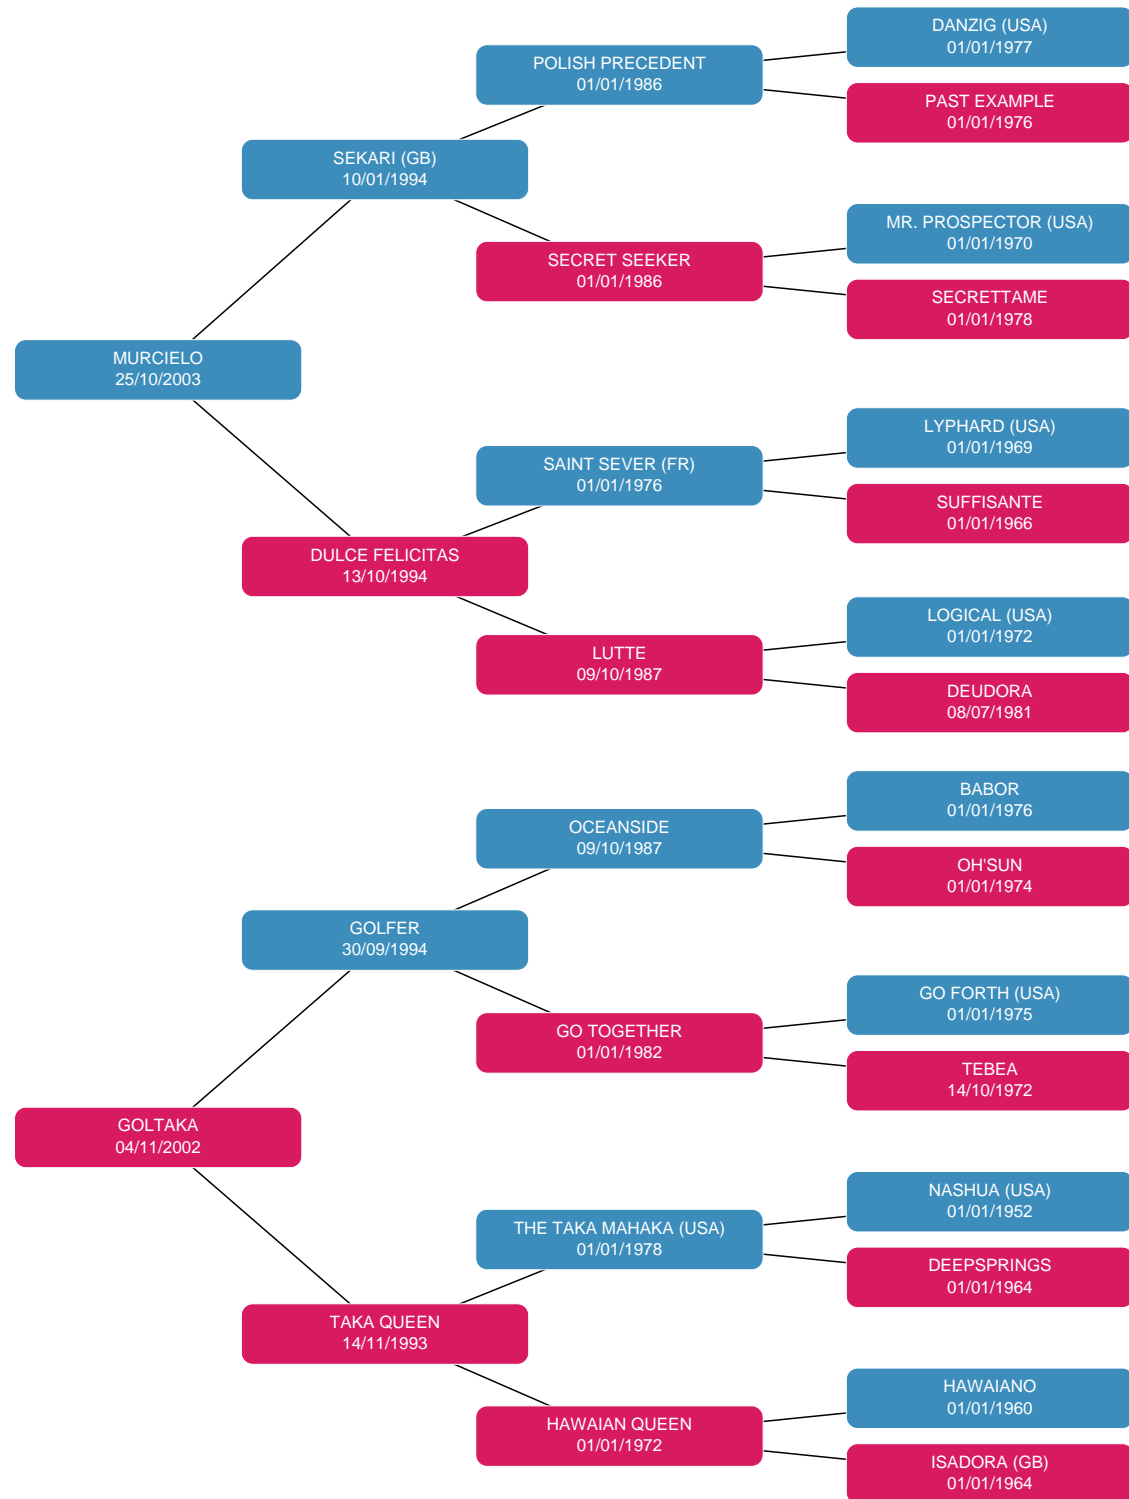 DANZIG (USA)
01/01/1977
POLISH PRECEDENT
01/01/1986
PAST EXAMPLE
01/01/1976
SEKARI (GB)
10/01/1994
MR. PROSPECTOR (USA)
01/01/1970
SECRET SEEKER
01/01/1986
SECRETTAME
01/01/1978
MURCIELO
25/10/2003
LYPHARD (USA)
01/01/1969
SAINT SEVER (FR)
01/01/1976
SUFFISANTE
01/01/1966
DULCE FELICITAS
13/10/1994
LOGICAL (USA)
01/01/1972
LUTTE
09/10/1987
DEUDORA
08/07/1981
BABOR
01/01/1976
OCEANSIDE
09/10/1987
OH'SUN
01/01/1974
GOLFER
30/09/1994
GO FORTH (USA)
01/01/1975
GO TOGETHER
01/01/1982
TEBEA
14/10/1972
GOLTAKA
04/11/2002
NASHUA (USA)
01/01/1952
THE TAKA MAHAKA (USA)
01/01/1978
DEEPSPRINGS
01/01/1964
TAKA QUEEN
14/11/1993
HAWAIANO
01/01/1960
HAWAIAN QUEEN
01/01/1972
ISADORA (GB)
01/01/1964